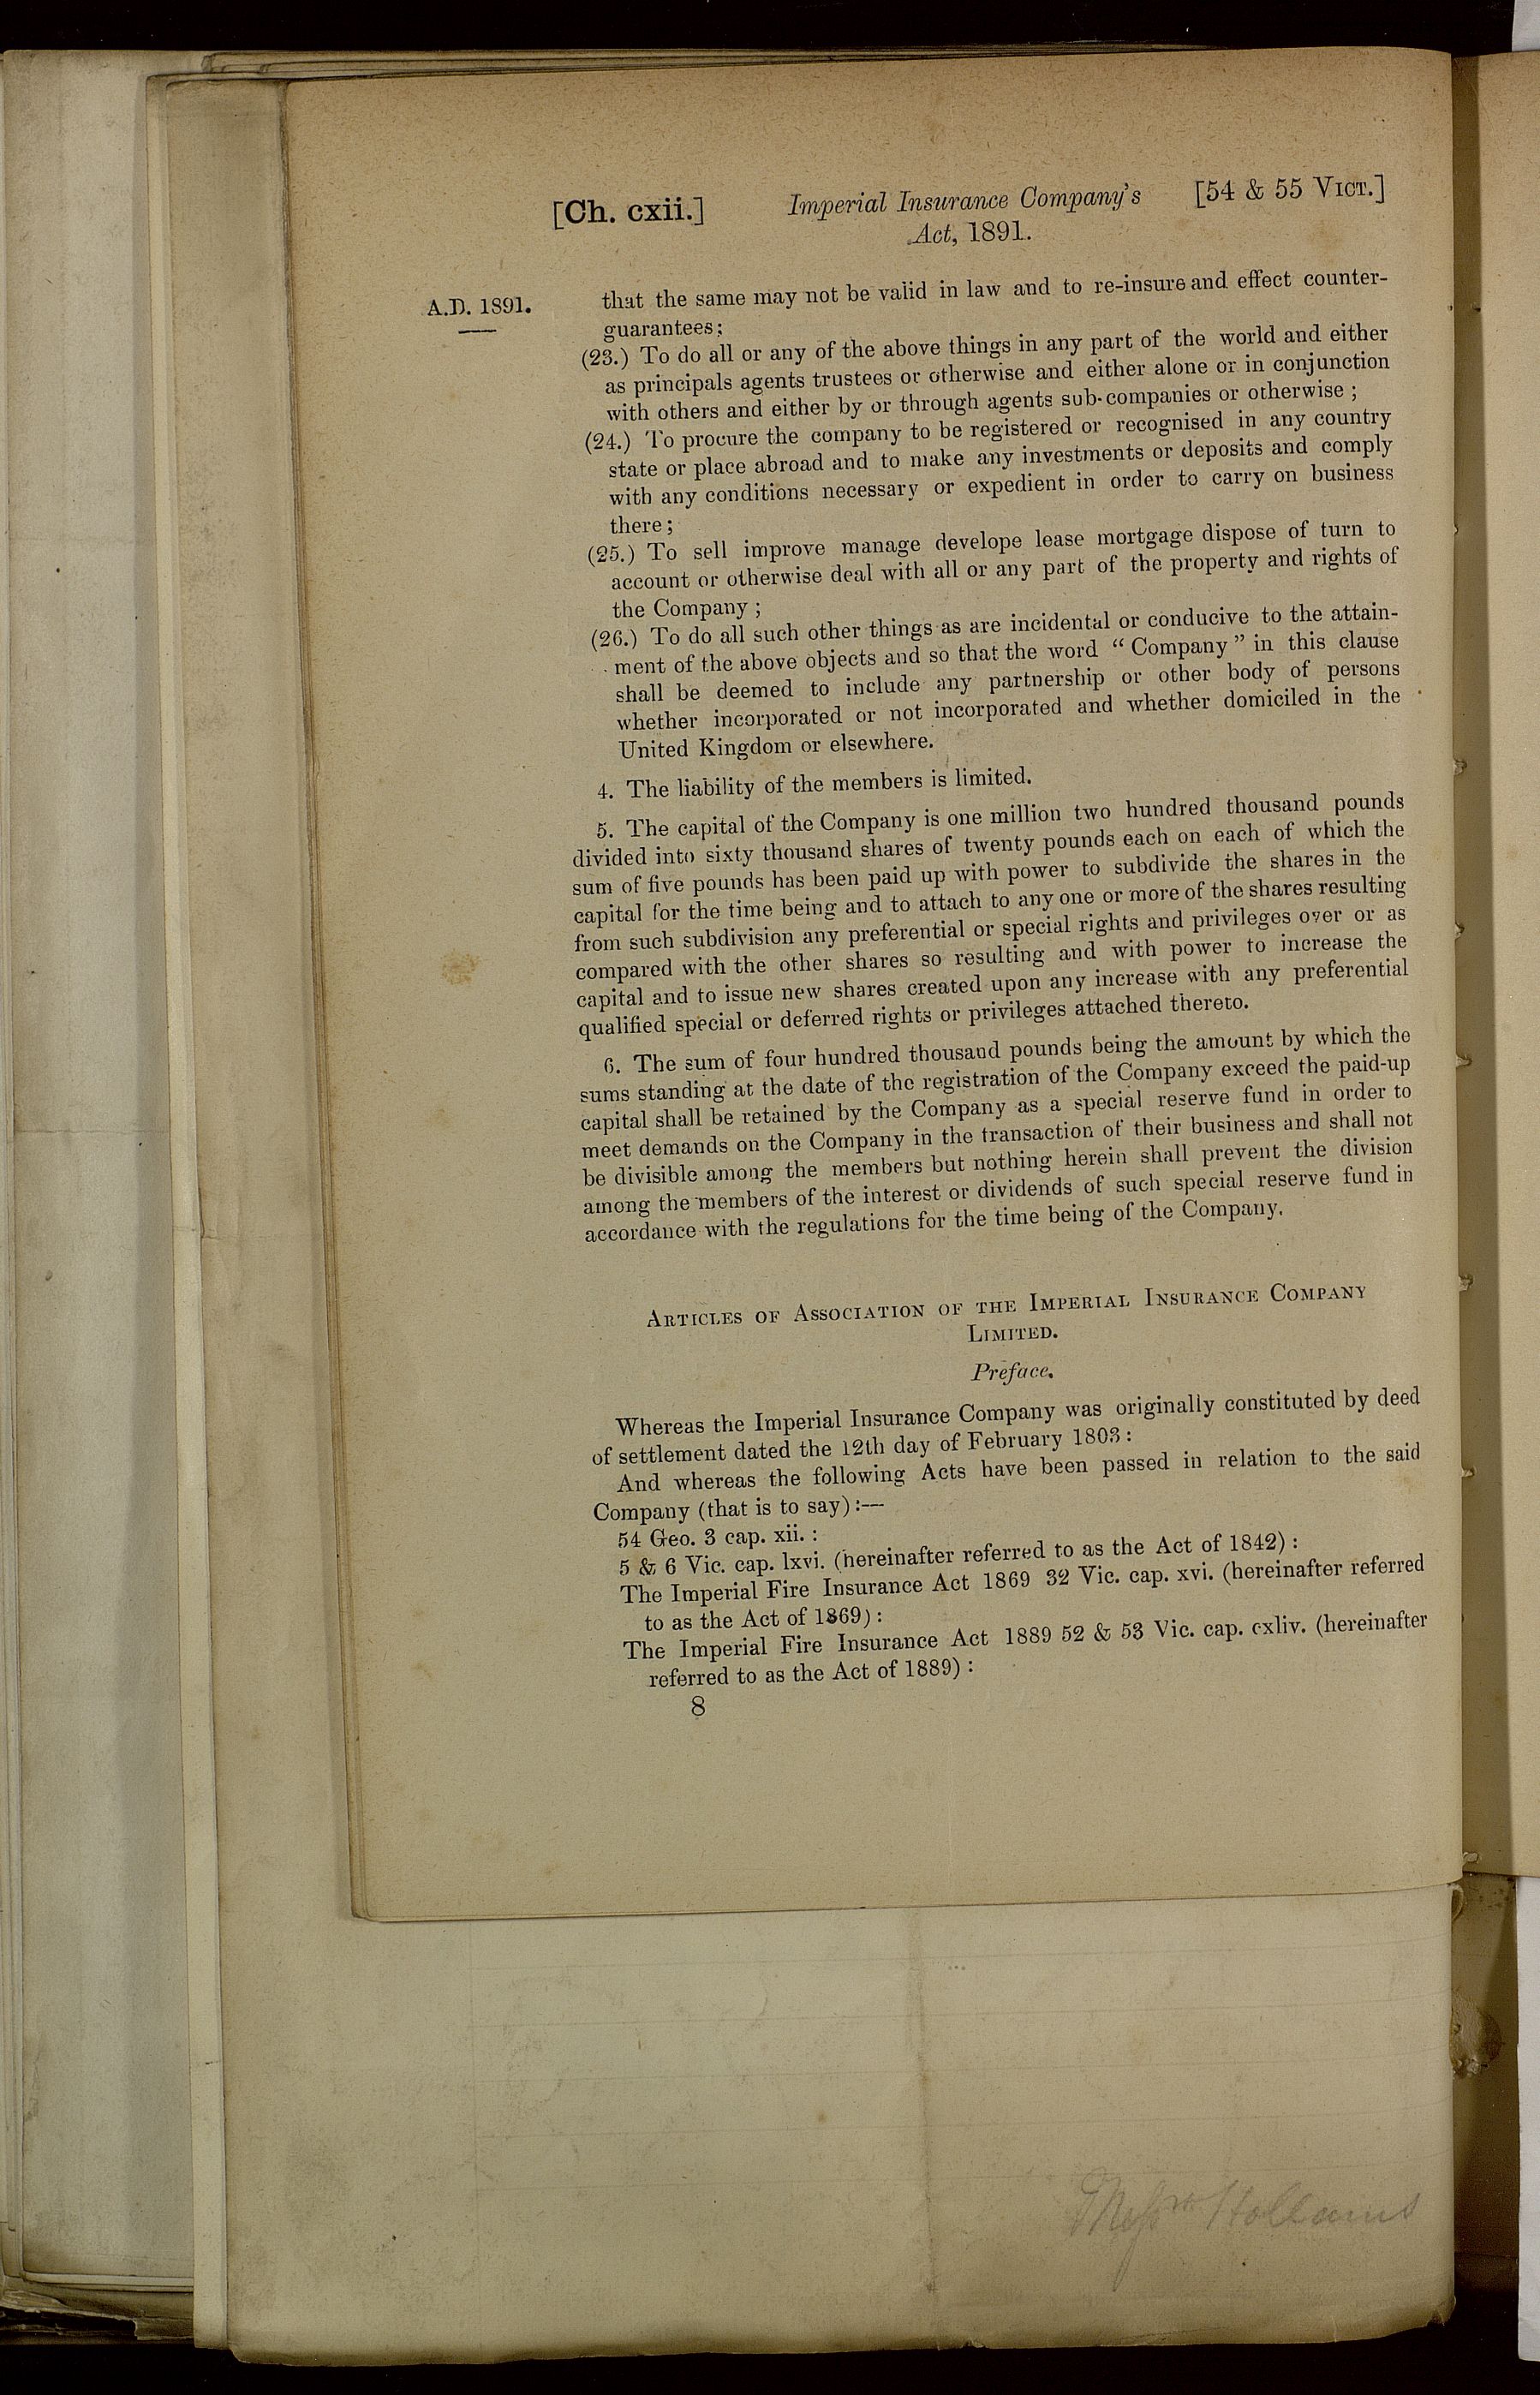 [Ch. cxii.] Imperial Insurance Company's [54 & 55 VICT.]
Act, 1891.
A.D. 1891.
that the same may not be valid in law and to re-insure and effect counter-
guarantees;
(23.) To do all or any of the above things in any part of the world and either
as principals agents trustees or otherwise and either alone or in conjunction
with others and either by or through agents sub-companies or otherwise ;
(24.) To procure the company to be registered or recognised in any country
state or place abroad and to make any investments or deposits and comply
with any conditions necessary or expedient in order to carry on business
there;
(25.) To sell improve manage develope lease mortgage dispose of turn to
account or otherwise deal with all or any part of the property and rights of
the Company ;
(26.) To do all such other things as are incidental or conducive to the attain-
ment of the above objects and so that the word “ Company ” in this clause
shall be deemed to include any partnership or other body of persons
whether incorporated or not incorporated and whether domiciled in the
United Kingdom or elsewhere.
4. The liability of the members is limited.
5. The capital of the Company is one million two hundred thousand pounds
divided into sixty thousand shares of twenty pounds each on each of which the
sum of five pounds has been paid up with power to subdivide the shares in the
capital for the time being and to attach to any one or more of the shares resulting
from such subdivision any preferential or special rights and privileges over or as
compared with the other shares so resulting and with power to increase the
capital and to issue new shares created upon any increase with any preferential
qualified special or deferred rights or privileges attached thereto.
6. The sum of four hundred thousand pounds being the amount by which the
sums standing at the date of the registration of the Company exceed the paid-up
capital shall be retained by the Company as a special reserve fund in order to
meet demands on the Company in the transaction of their business and shall not
be divisible among the members but nothing herein shall prevent the division
among the members of the interest or dividends of such special reserve fund in
accordance with the regulations for the time being of the Company.
ARTICLES OF ASSOCIATION OF THE IMPERIAL INSURANCE COMPANY
LIMITED.
Preface.
Whereas the Imperial Insurance Company was originally constituted by deed
of settlement dated the 12th day of February 1803 :
And whereas the following Acts have been passed in relation to the said
Company (that is to say) :—
54 Geo. 3 cap. xii. :
5 & 6 Vic. cap. lxvi. (hereinafter referred to as the Act of 1842) :
The Imperial Fire Insurance Act 1869 32 Vic. cap. xvi. (hereinafter referred
to as the Act of 1869) :
The Imperial Fire Insurance Act 1889 52 & 53 Vic. cap. cxliv. (hereinafter
referred to as the Act of 1889) :
8
Messrs Hollams